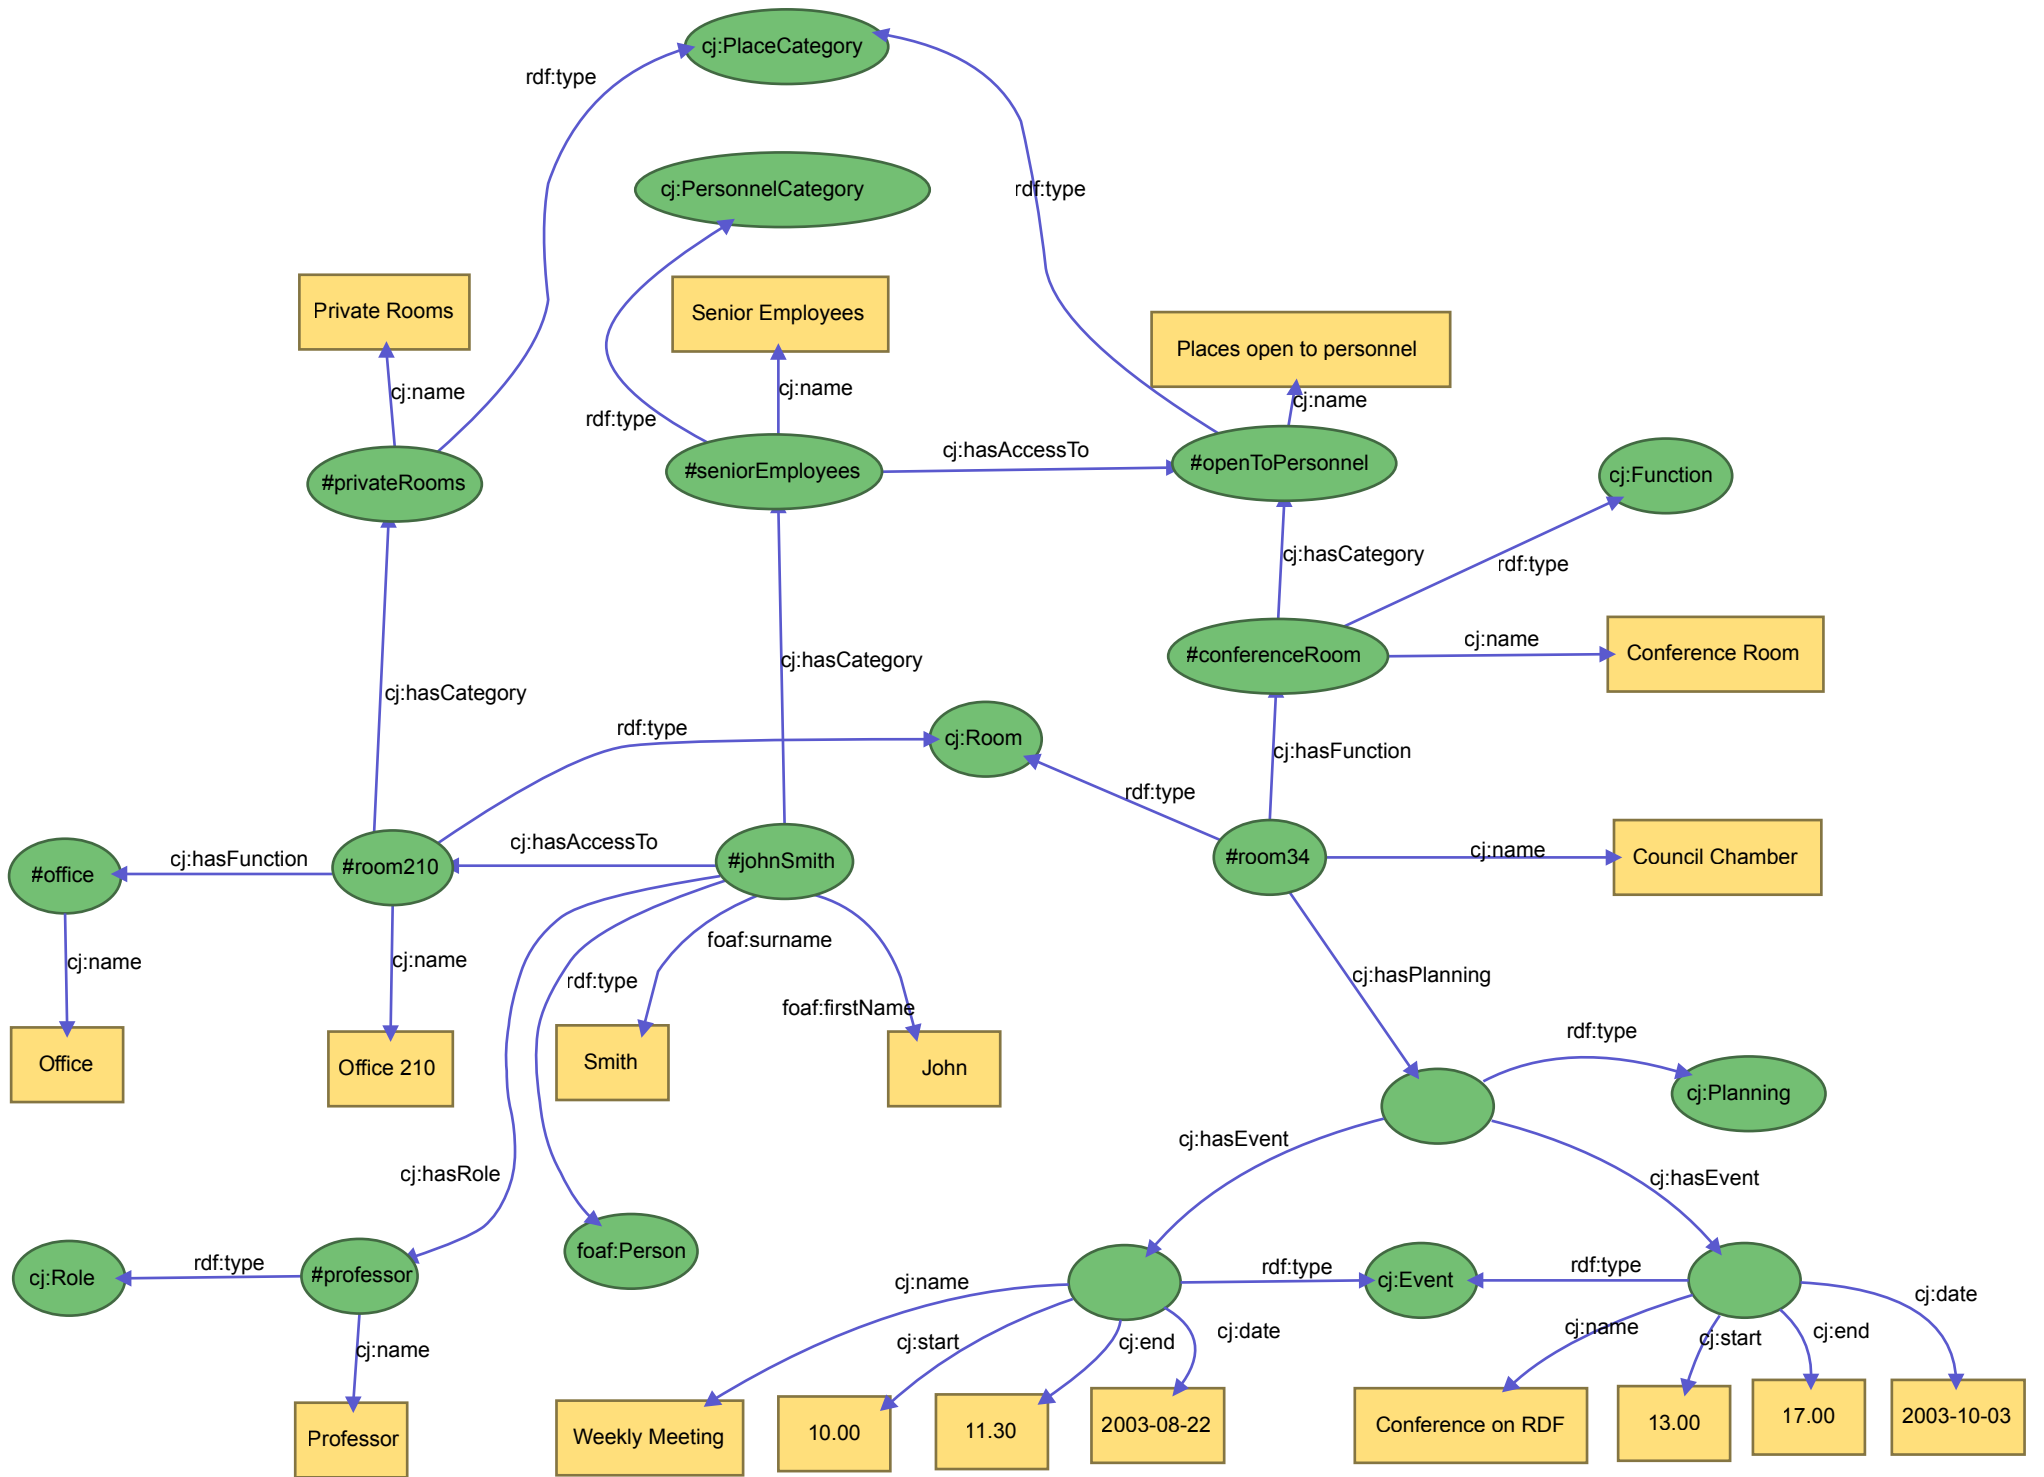 cj:PlaceCategory
rdf:type
cj:PersonnelCategory
rdf:type
Private Rooms
Senior Employees
Places open to personnel
cj:name
cj:name
cj:name
rdf:type
cj:hasAccessTo
#privateRooms
#seniorEmployees
#openToPersonnel
cj:Function
cj:hasCategory
rdf:type
cj:name
#conferenceRoom
Conference Room
cj:hasCategory
cj:hasCategory
rdf:type
cj:Room
cj:hasFunction
rdf:type
cj:hasFunction
cj:hasAccessTo
#office
#room210
#johnSmith
#room34
cj:name
Council Chamber
cj:name
cj:name
foaf:surname
rdf:type
foaf:firstName
cj:hasPlanning
Office
Office 210
Smith
John
rdf:type
cj:Planning
cj:hasEvent
cj:hasEvent
cj:hasRole
foaf:Person
cj:Role
rdf:type
#professor
cj:name
rdf:type
cj:Event
rdf:type
cj:date
cj:name
cj:start
cj:end
cj:date
cj:name
cj:start
cj:end
Professor
Weekly Meeting
10.00
11.30
2003-08-22
Conference on RDF
13.00
17.00
2003-10-03